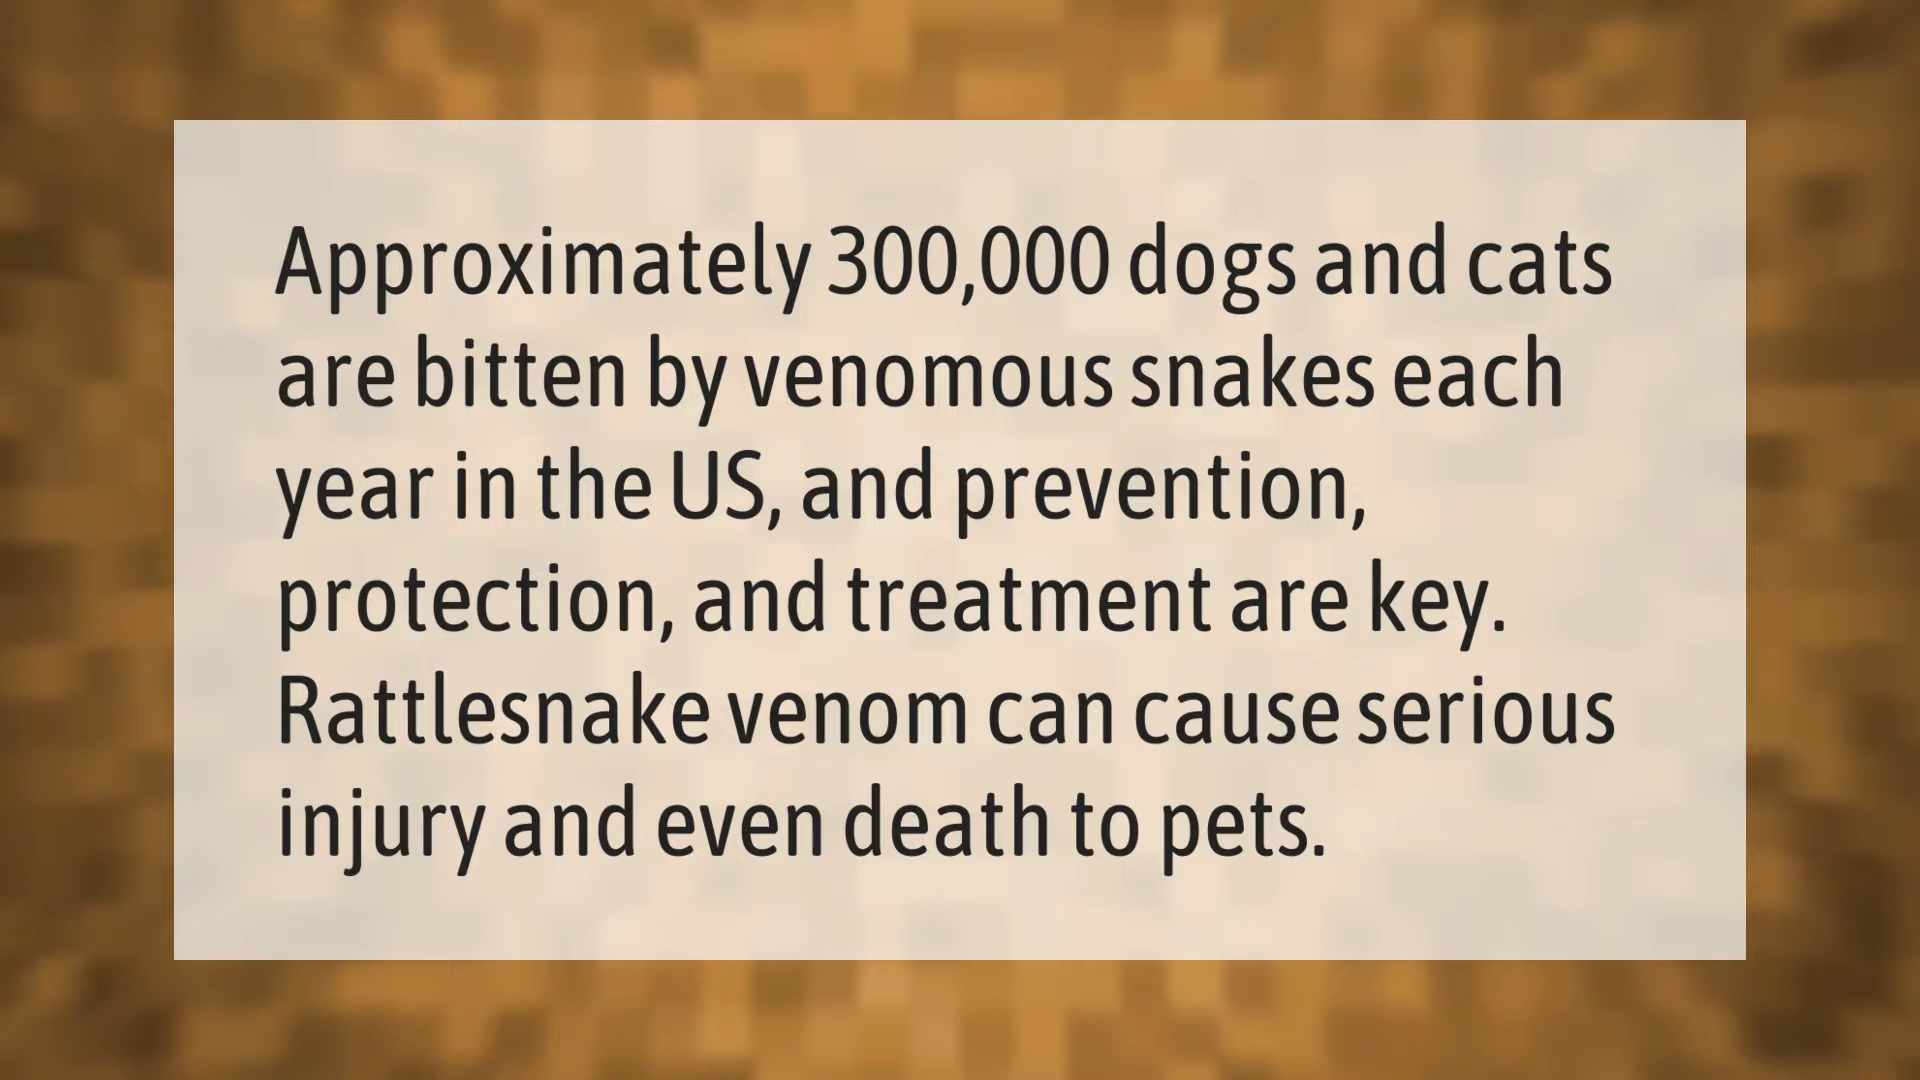 Approximately 300,000 dogs and cats
are bitten by venomous snakes each
year in the US, and prevention,
protection, and treatment are key.
Rattlesnake venom can cause serious
injury and even death to pets.